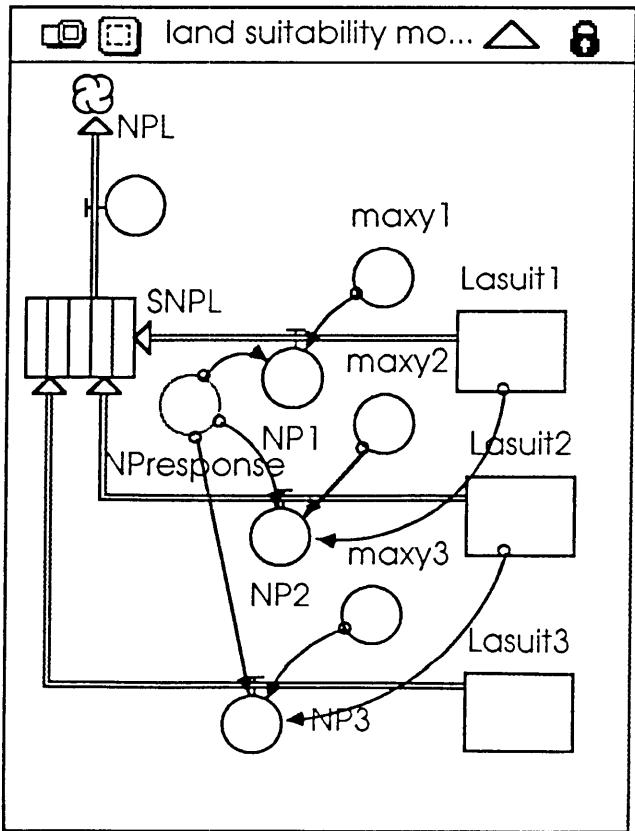 land suitability mo...
NPL
maxy1
Lasuit1
SNPL
maxy2
NP1
Lasuit2
NPresponse
maxy3
NP2
Lasuit3
NP3